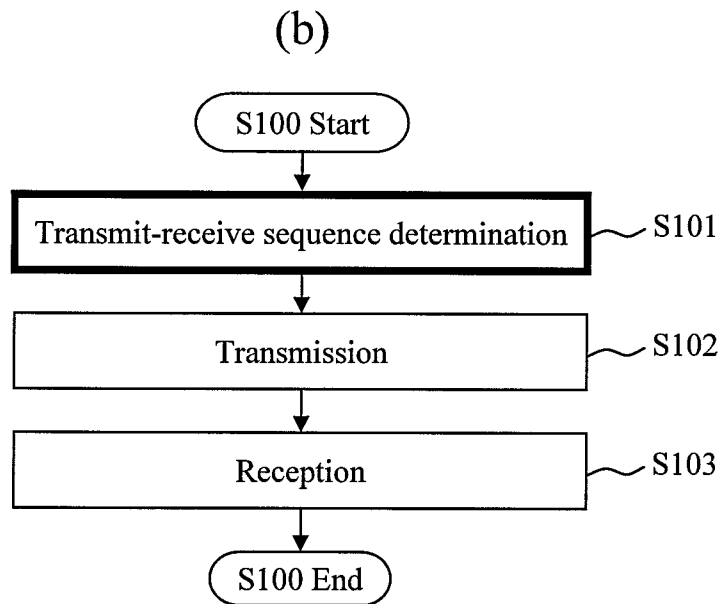 (b)
S100 Start
Transmit-receive sequence determination
S101
Transmission
S102
Reception
S103
S100 End